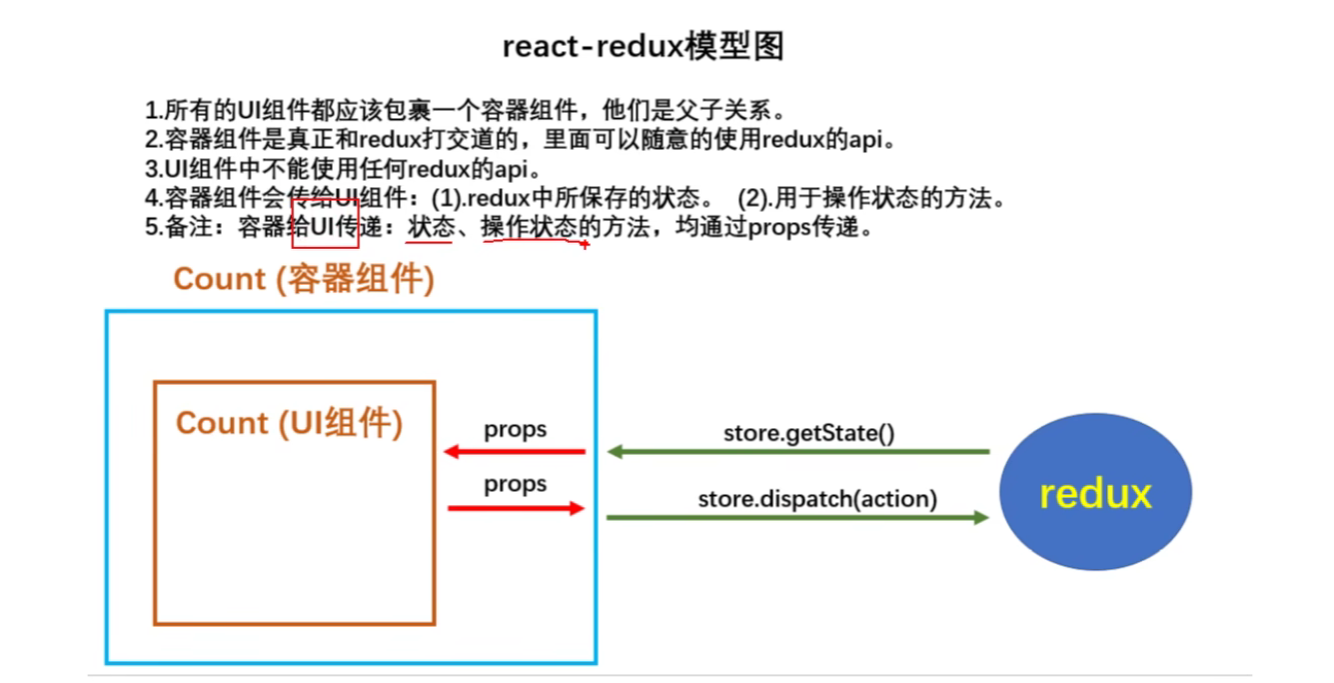 react-redux模型图
1.所有的UI组件都应该包裹一个容器组件，他们是父子关系。
2.容器组件是真正和redux打交道的，里面可以随意的使用redux的api。
3.UI组件中不能使用任何redux的api。
4.容器组件会传给UI组件：(1).redux中所保存的状态。 (2).用于操作状态的方法。
5.备注：容器给UI传递：状态、操作状态的方法，均通过props传递。
Count (容器组件)
Count (UI组件)
props
store.getState()
props
store.dispatch(action)
redux